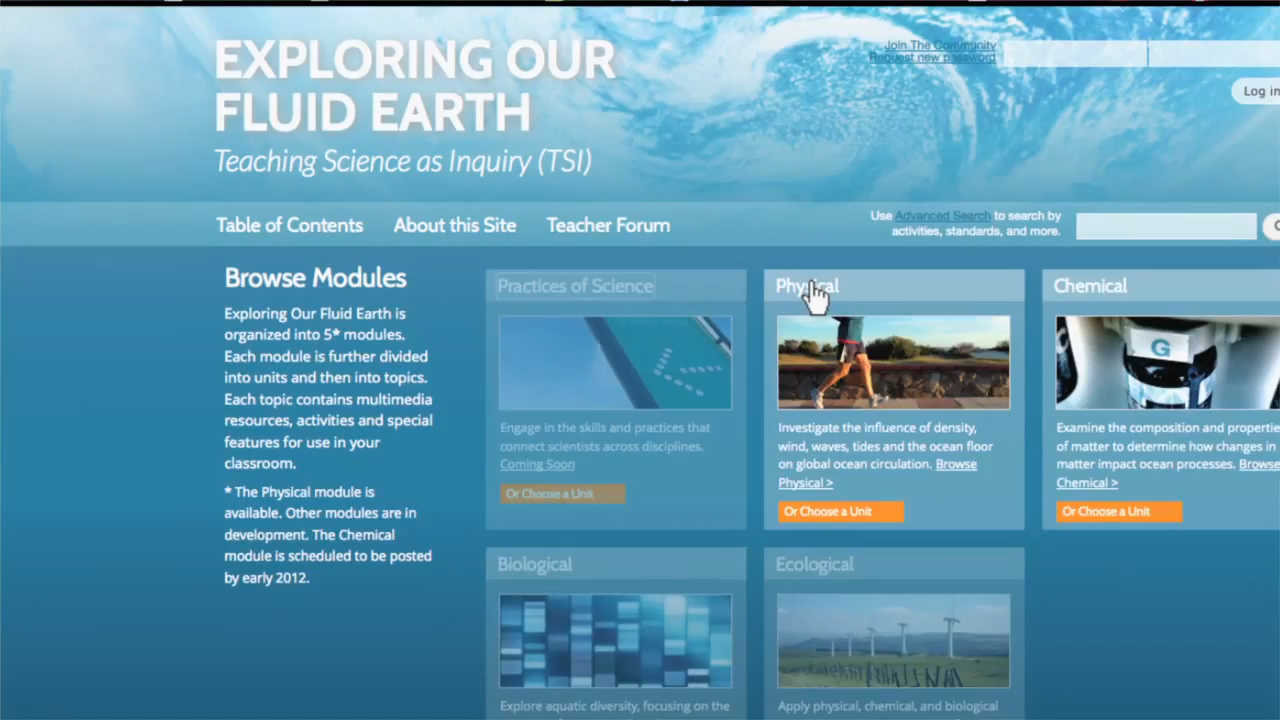 EXPLORING OUR
FLUID EARTH
Teaching Science as Inquiry (TSI)
Join The Community
Request new password
Log in
Table of Contents
About this Site
Teacher Forum
Use Advanced Search to search by
activities, standards, and more.
Browse Modules
Exploring Our Fluid Earth is
organized into 5* modules.
Each module is further divided
into units and then into topics.
Each topic contains multimedia
resources, activities and special
features for use in your
classroom.
* The Physical module is
available. Other modules are in
development. The Chemical
module is scheduled to be posted
by early 2012.
Practices of Science
Engage in the skills and practices that
connect scientists across disciplines.
Coming Soon
Or Choose a Unit
Physical
Investigate the influence of density,
wind, waves, tides and the ocean floor
on global ocean circulation. Browse
Physical >
Or Choose a Unit
Chemical
G
Examine the composition and propertie
of matter to determine how changes in
matter impact ocean processes. Browse
Chemical >
Or Choose a Unit
Biological
Explore aquatic diversity, focusing on the
Ecological
Apply physical, chemical, and biological